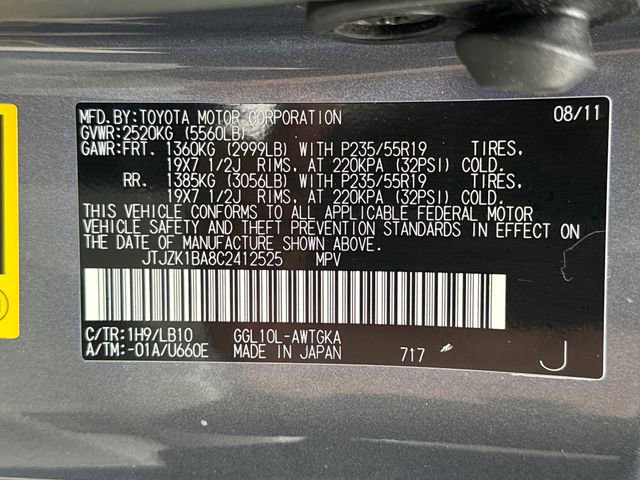 MFD.BY:TOYOTA MOTOR CORPORATION 08/11
GVWR:2520KG (5560LB)
GAWR:FRT. 1360KG (2999LB) WITH P235/55R19 TIRES,
19X7 1/2J RIMS, AT 220KPA (32PSI) COLD.
RR. 1385KG (3056LB) WITH P235/55R19 TIRES,
19X7 1/2J RIMS, AT 220KPA (32PSI) COLD.
THIS VEHICLE CONFORMS TO ALL APPLICABLE FEDERAL MOTOR
VEHICLE SAFETY AND THEFT PREVENTION STANDARDS IN EFFECT ON
THE DATE OF MANUFACTURE SHOWN ABOVE.
JTJZK1BA8C2412525 MPV
C/TR:1H9/LB10 GGL10L-AWTGKA
A/TM:-01A/U660E MADE IN JAPAN 717 J